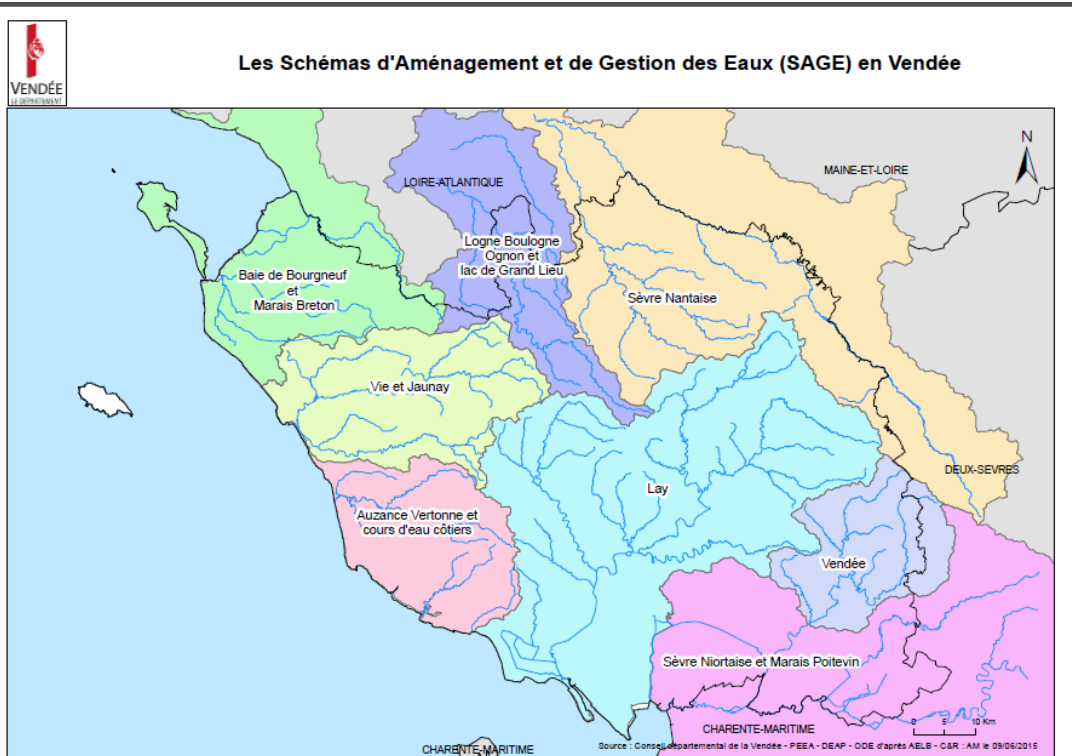 VENDÉE
LE DÉPARTEMENT
Les Schémas d'Aménagement et de Gestion des Eaux (SAGE) en Vendée
N
MAINE-ET-LOIRE
LOIRE-ATLANTIQUE
Logne Boulogne
Ognon et
lac de Grand Lieu
Baie de Bourgneuf
et
Marais Breton
Sèvre Nantaise
Vie et Jaunay
DEUX-SEVRES
Lay
Auzance Vertonne et
cours d'eau côtiers
Vendée
Sèvre Niortaise et Marais Poitevin
0 5 10 Km
CHARENTE-MARITIME
CHARENTE-MARITIME
Source : Conseil départemental de la Vendée - PEEA - DEAP - ODE d'après AELB - C&R : AM le 09/06/2015